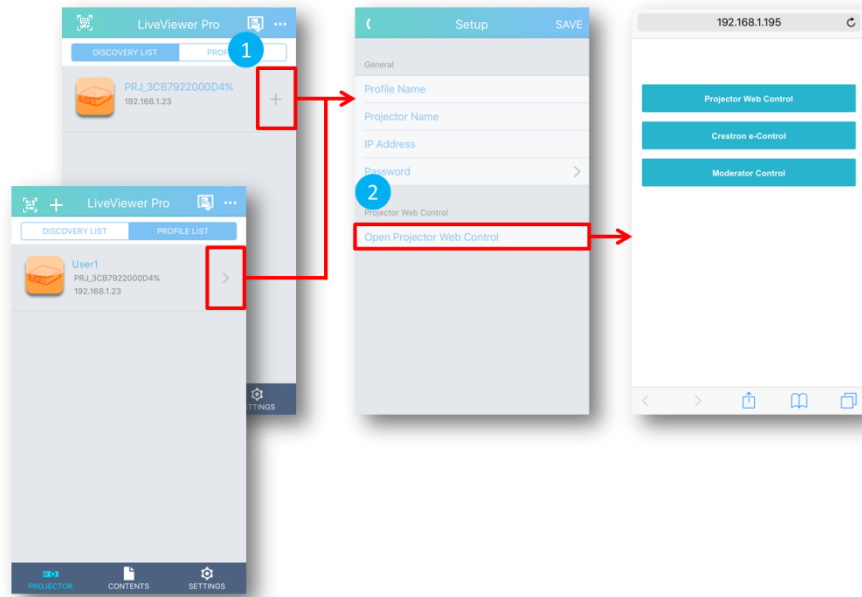 LiveViewer Pro
DISCOVERY LIST
1
PRJ_3CB7922000D4%
192.168.1.23
LiveViewer Pro
DISCOVERY LIST
PROFILE LIST
User1
PRJ_3CB7922000D4%
192.168.1.23
PROJECTOR
CONTENTS
SETTINGS
Setup
SAVE
General
Profile Name
Projector Name
IP Address
Password
2
Projector Web Control
Open Projector Web Control
192.168.1.195
Projector Web Control
Crestron e-Control
Moderator Control